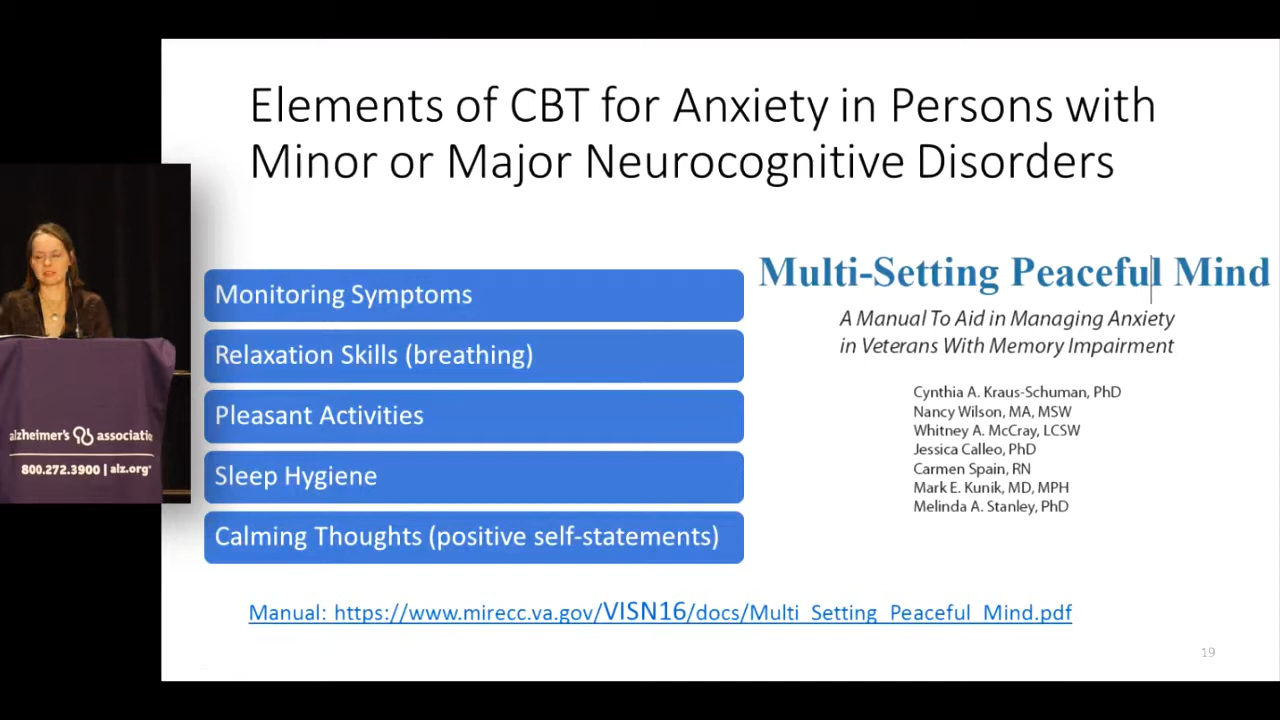 Elements of CBT for Anxiety in Persons with
Minor or Major Neurocognitive Disorders
Monitoring Symptoms
Relaxation Skills (breathing)
Pleasant Activities
Sleep Hygiene
Calming Thoughts (positive self-statements)
Multi-Setting Peaceful Mind
A Manual To Aid in Managing Anxiety
in Veterans With Memory Impairment
Cynthia A. Kraus-Schuman, PhD
Nancy Wilson, MA, MSW
Whitney A. McCray, LCSW
Jessica Calleo, PhD
Carmen Spain, RN
Mark E. Kunik, MD, MPH
Melinda A. Stanley, PhD
Manual: https://www.mirecc.va.gov/VISN16/docs/Multi_Setting_Peaceful_Mind.pdf
19
alzheimer's associatio
800.272.3900 | alz.org